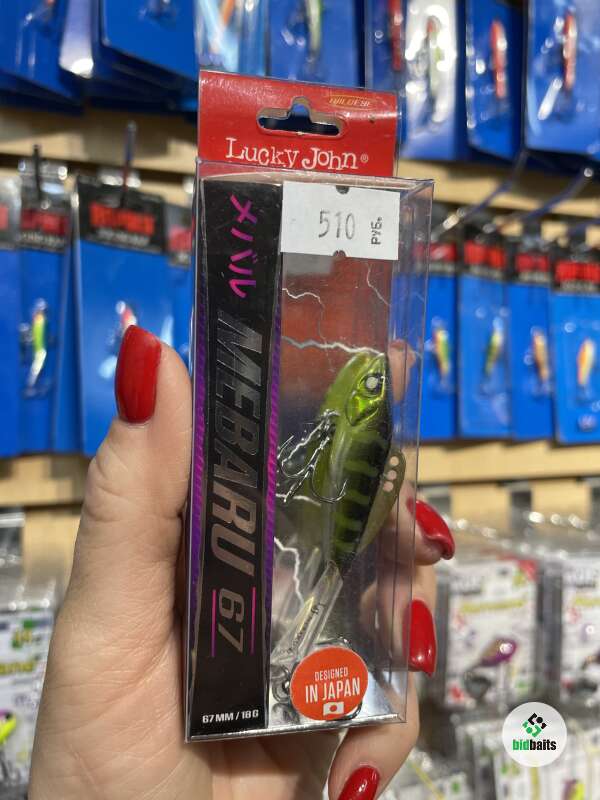 Lucky John®
510 РУБ.
メバル
MEBARU 67
DESIGNED
IN JAPAN
67MM / 18G
bidbaits